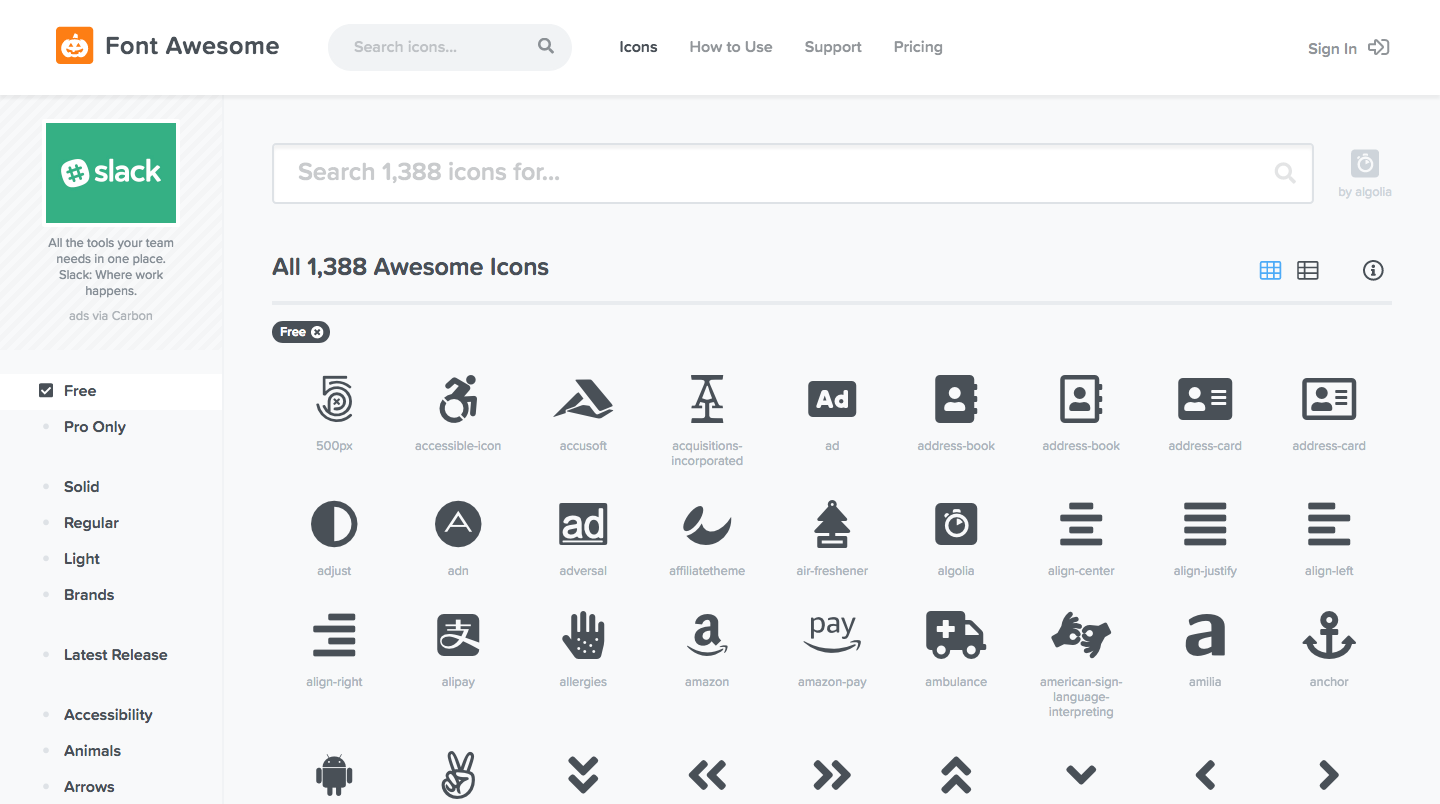 Font Awesome
Search icons...
Icons
How to Use
Support
Pricing
Sign In
slack
All the tools your team
needs in one place.
Slack: Where work
happens.
ads via Carbon
Free
Pro Only
Solid
Regular
Light
Brands
Latest Release
Accessibility
Animals
Arrows
Search 1,388 icons for...
by algolia
All 1,388 Awesome Icons
Free
5
A
Ad
500px
accessible-icon
accusoft
acquisitions-
incorporated
ad
address-book
address-book
address-card
address-card
A
ad
adjust
adn
adversal
affiliatetheme
air-freshener
algolia
align-center
align-justify
align-left
支
a
pay
a
align-right
alipay
allergies
amazon
amazon-pay
ambulance
american-sign-
language-
interpreting
amilia
anchor